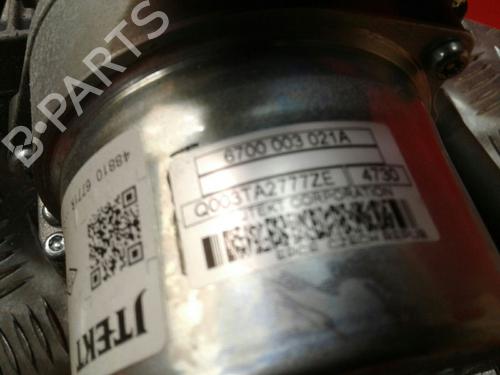 B-PARTS
6700 003 021A
Q003TA2777ZE 4730
JTEKT CORPORATION
48810
JTEKT